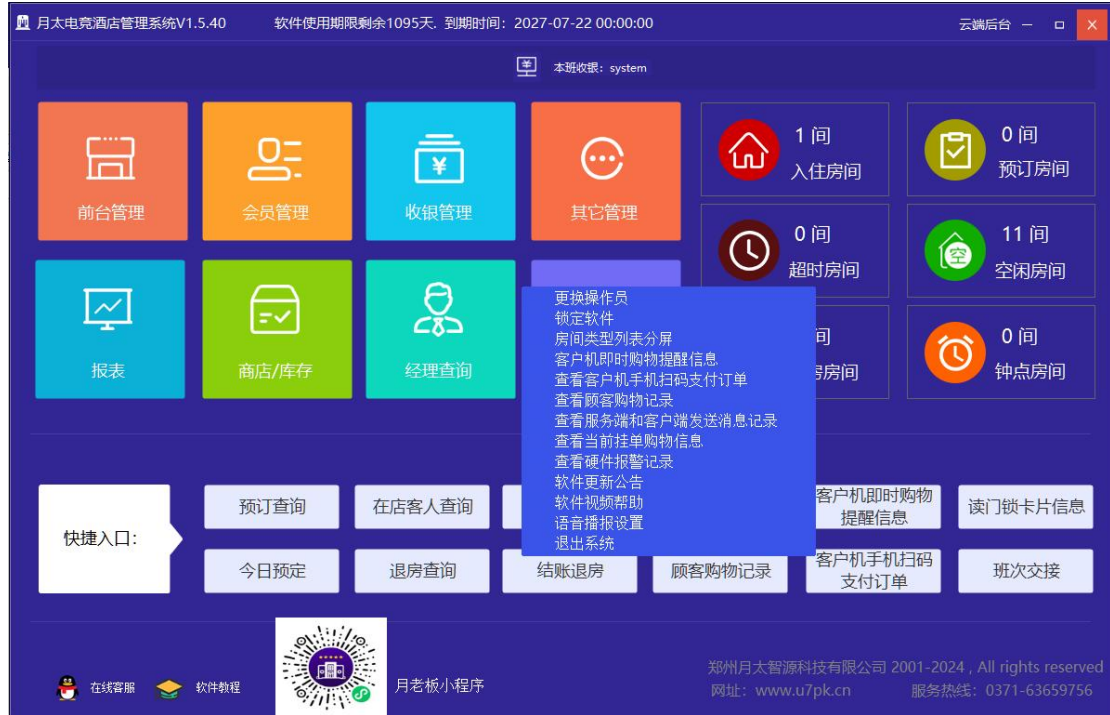 月太电竞酒店管理系统V1.5.40
软件使用期限剩余1095天. 到期时间: 2027-07-22 00:00:00
云端后台
本班收银: system
前台管理
会员管理
收银管理
其它管理
1 间
入住房间
0 间
预订房间
0 间
超时房间
11 间
空闲房间
报表
商店/库存
经理查询
间
房间
0 间
钟点房间
更换操作员
锁定软件
房间类型列表分屏
客户机即时购物提醒信息
查看客户机手机扫码支付订单
查看顾客购物记录
查看服务端和客户端发送消息记录
查看当前挂单购物信息
查看硬件报警记录
软件更新公告
软件视频帮助
语音播报设置
退出系统
快捷入口:
预订查询
在店客人查询
客户机即时购物
提醒信息
读门锁卡片信息
今日预定
退房查询
结账退房
顾客购物记录
客户机手机扫码
支付订单
班次交接
在线客服
软件教程
月老板小程序
郑州月太智源科技有限公司 2001-2024 , All rights reserved
网址: www.u7pk.cn
服务热线: 0371-63659756